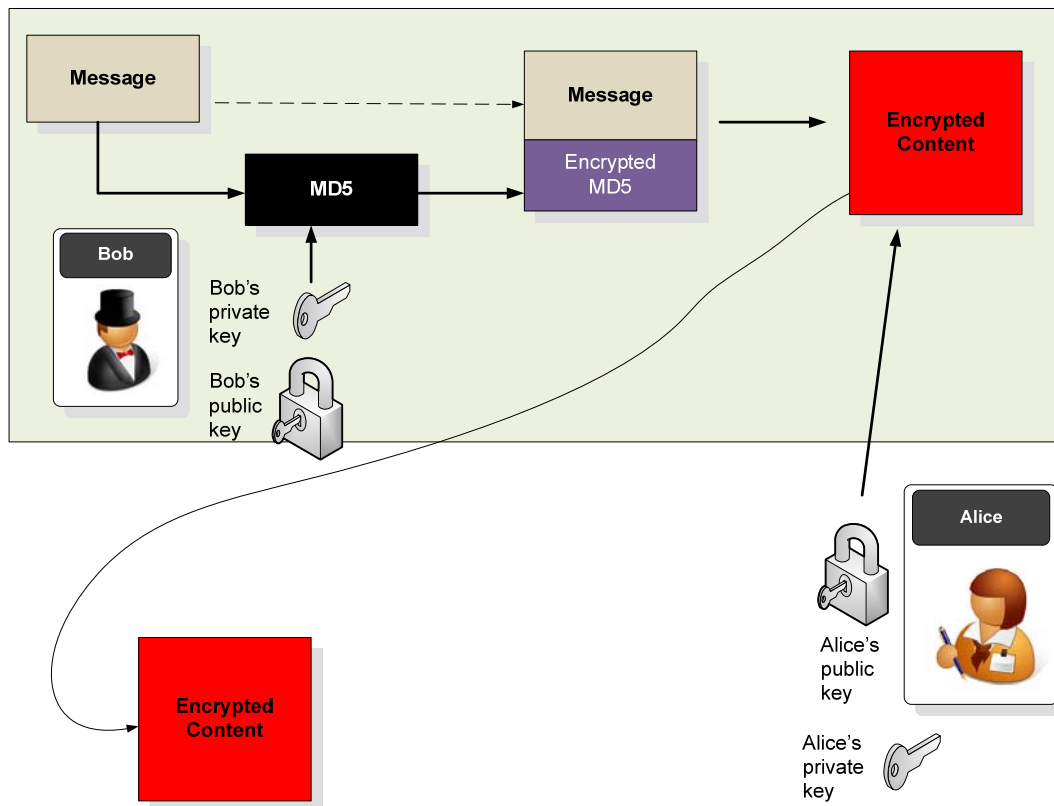 Message
Message
Encrypted
Content
Encrypted
MD5
MD5
Bob
Bob's
private
key
Bob's
public
key
Alice
Alice's
public
key
Encrypted
Content
Alice's
private
key